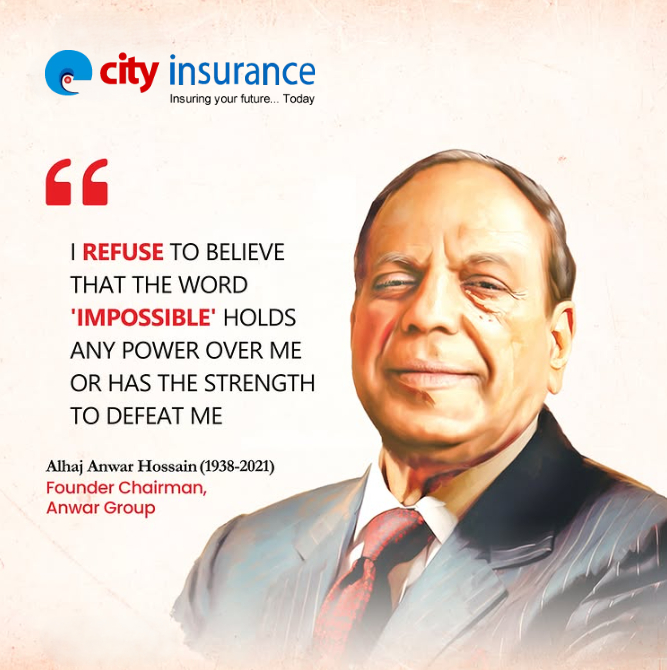 city insurance
Insuring your future... Today
I REFUSE TO BELIEVE
THAT THE WORD
'IMPOSSIBLE' HOLDS
ANY POWER OVER ME
OR HAS THE STRENGTH
TO DEFEAT ME
Alhaj Anwar Hossain (1938-2021)
Founder Chairman,
Anwar Group